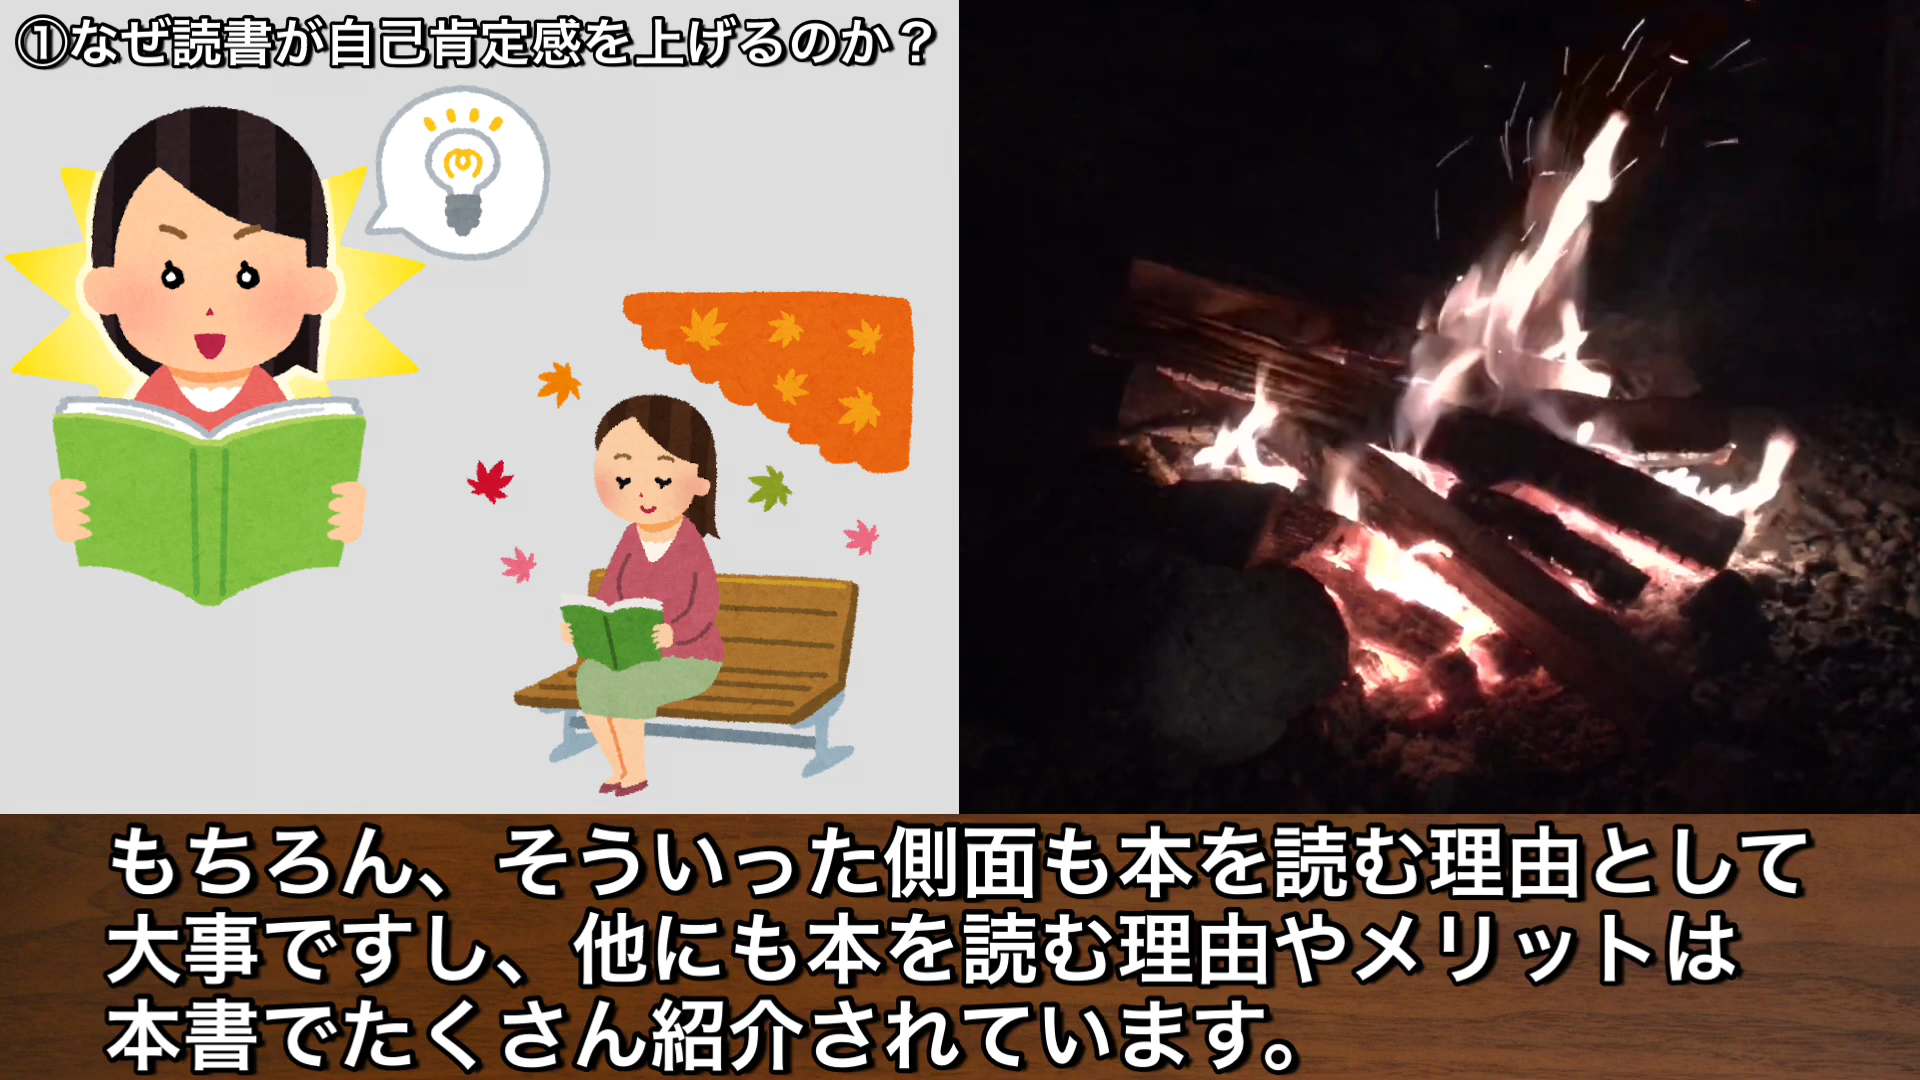 ①なぜ読書が自己肯定感を上げるのか？
もちろん、そういった側面も本を読む理由として
大事ですし、他にも本を読む理由やメリットは
本書でたくさん紹介されています。